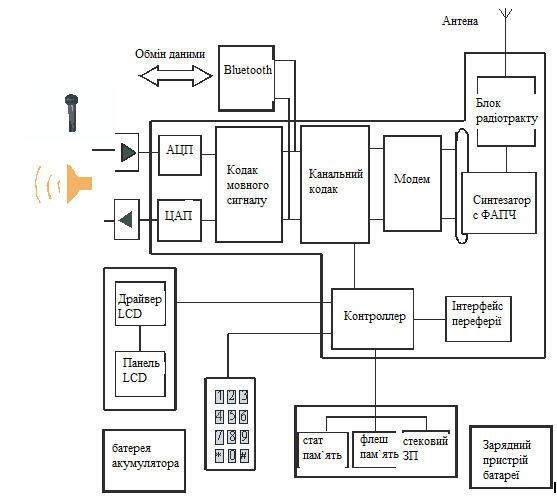 Антена
Обмін даними
Bluetooth
Блок
радіотракту
АЦП
Кодак
мовного
сигналу
Канальний
кодак
Модем
Синтезатор
с ФАПЧ
ЦАП
Драйвер
LCD
Контроллер
Інтерфейс
переферії
Панель
LCD
1 2 3
4 5 6
7 8 9
* 0 #
стат
пам`ять
флеш
пам`ять
стековий
ЗП
батерея
акумулятора
Зарядний
пристрій
батареї